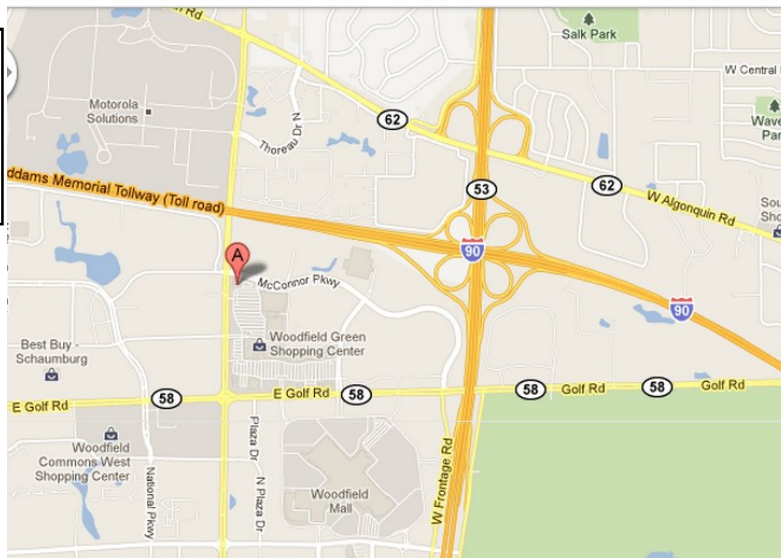 n Rd
Salk Park
W Central
Motorola
Solutions
62
Thoreau Dr N
Wave
Par
53
62
W Algonquin Rd
ddams Memorial Tollway (Toll road)
Sou
Sho
90
A
McConnor Pkwy
90
Best Buy -
Schaumburg
Woodfield Green
Shopping Center
E Golf Rd
58
E Golf Rd
58
58
Golf Rd
58
Golf Rd
Woodfield
Commons West
Shopping Center
National Pkwy
Plaza Dr
N Plaza Dr
Woodfield
Mall
W Frontage Rd